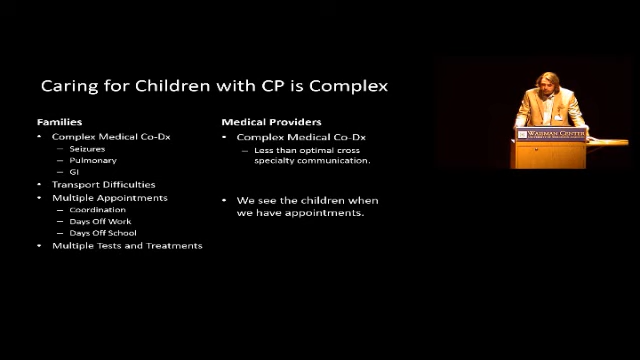 Caring for Children with CP is Complex
Families
• Complex Medical Co-Dx
– Seizures
– Pulmonary
– GI
• Transport Difficulties
• Multiple Appointments
– Coordination
– Days Off Work
– Days Off School
• Multiple Tests and Treatments
Medical Providers
• Complex Medical Co-Dx
– Less than optimal cross
specialty communication.
• We see the children when
we have appointments.
WAISMAN CENTER